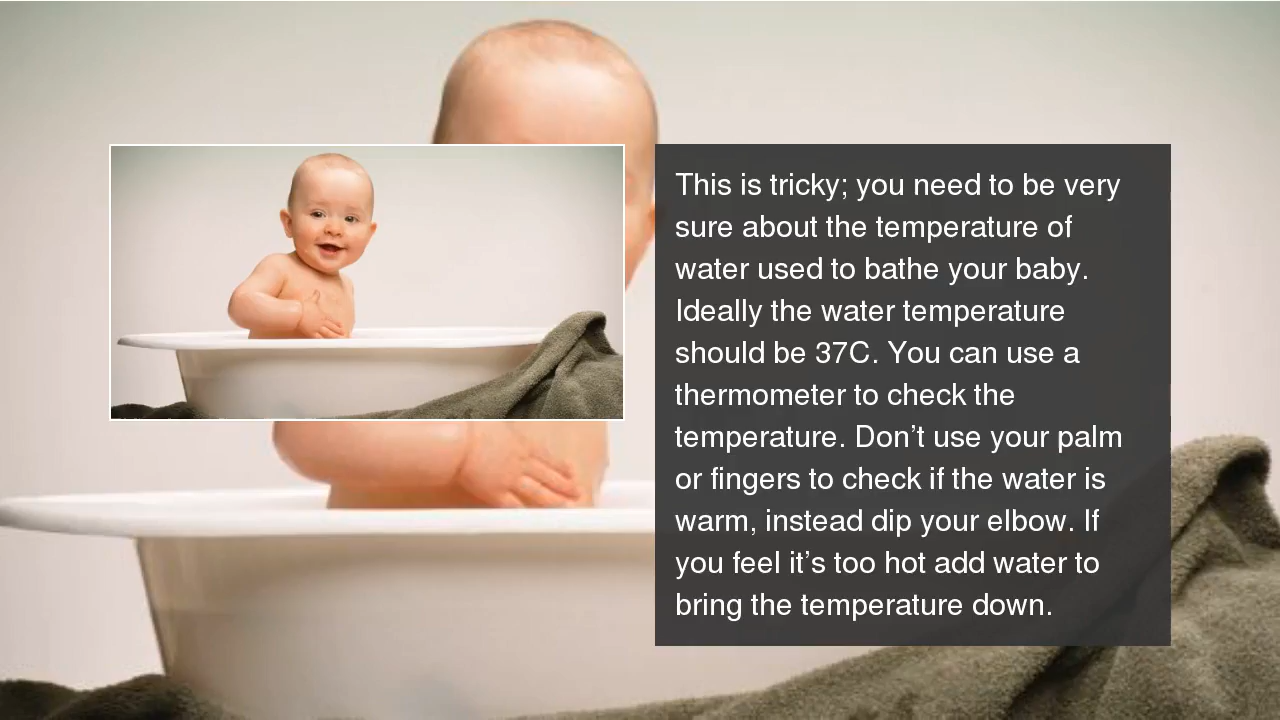 This is tricky; you need to be very
sure about the temperature of
water used to bathe your baby.
Ideally the water temperature
should be 37C. You can use a
thermometer to check the
temperature. Don’t use your palm
or fingers to check if the water is
warm, instead dip your elbow. If
you feel it’s too hot add water to
bring the temperature down.